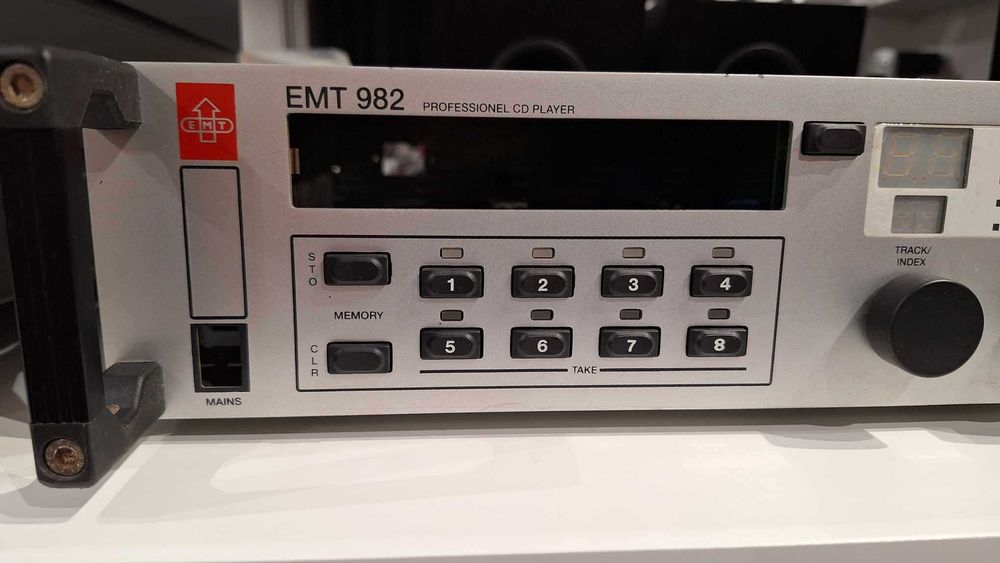 EMT
EMT 982 PROFESSIONEL CD PLAYER
TRACK/
INDEX
STO
MEMORY
CLR
1 2 3 4
5 6 7 8
TAKE
MAINS